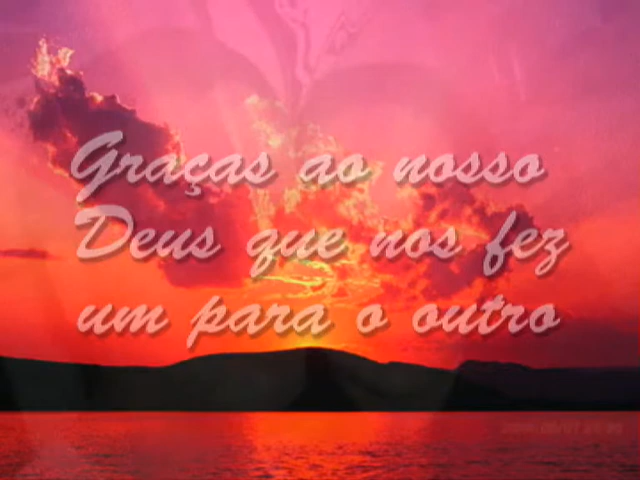 Graças ao nosso
Deus que nos fez
um para o outro